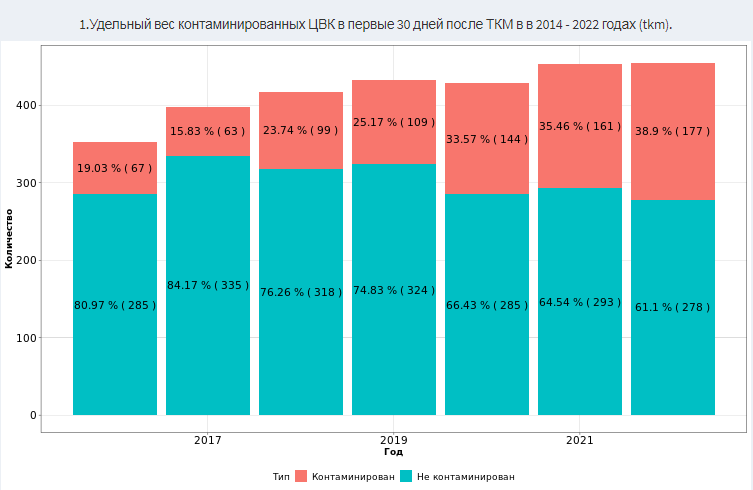 1.Удельный вес контаминированных ЦВК в первые 30 дней после ТКМ в в 2014 - 2022 годах (tkm).
Количество
400
300
200
100
0
19.03 % ( 67 )
15.83 % ( 63 )
23.74 % ( 99 )
25.17 % ( 109 )
33.57 % ( 144 )
35.46 % ( 161 )
38.9 % ( 177 )
80.97 % ( 285 )
84.17 % ( 335 )
76.26 % ( 318 )
74.83 % ( 324 )
66.43 % ( 285 )
64.54 % ( 293 )
61.1 % ( 278 )
2017 2019 2021
Год
Тип Контаминирован Не контаминирован